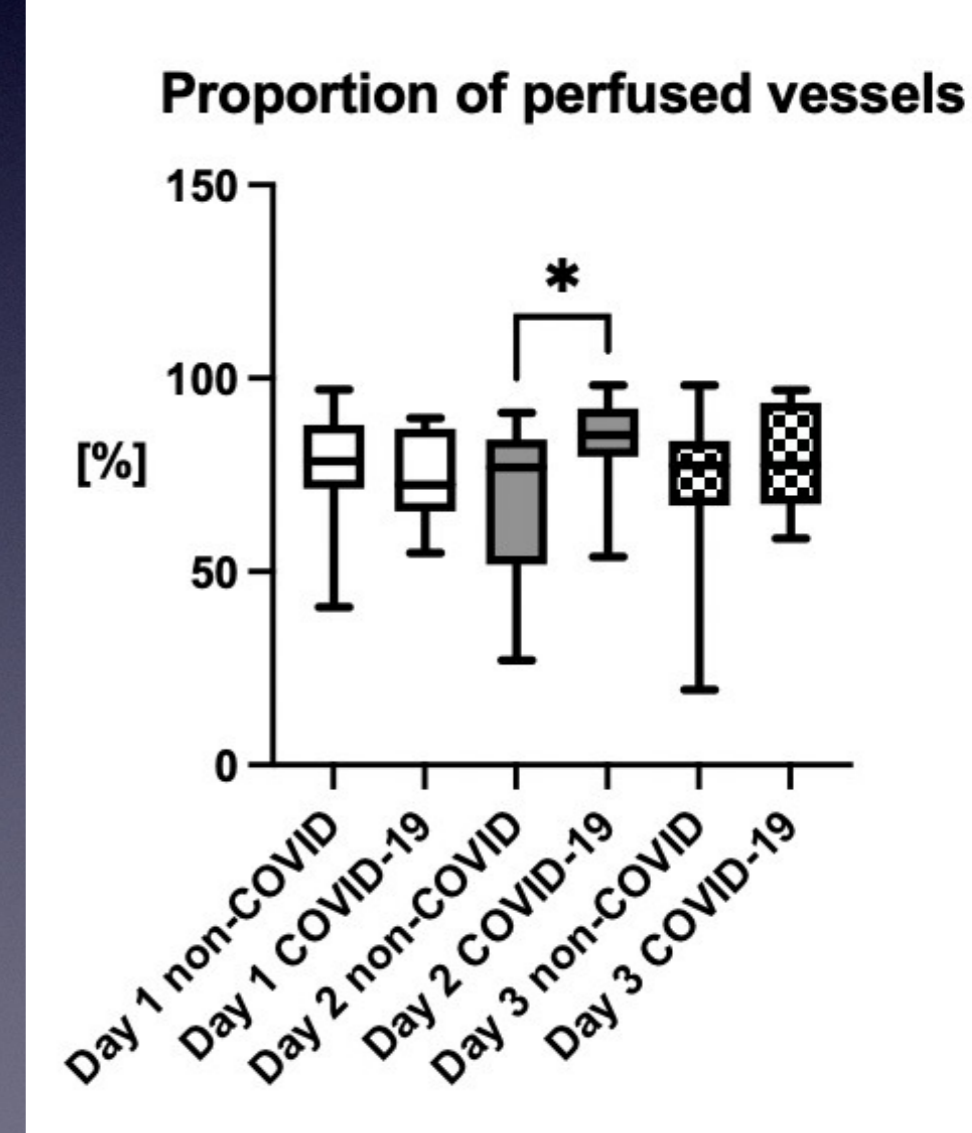 Proportion of perfused vessels
150
*
100
[%]
50
0
Day 1 non-COVID
Day 1 COVID-19
Day 2 non-COVID
Day 2 COVID-19
Day 3 non-COVID
Day 3 COVID-19